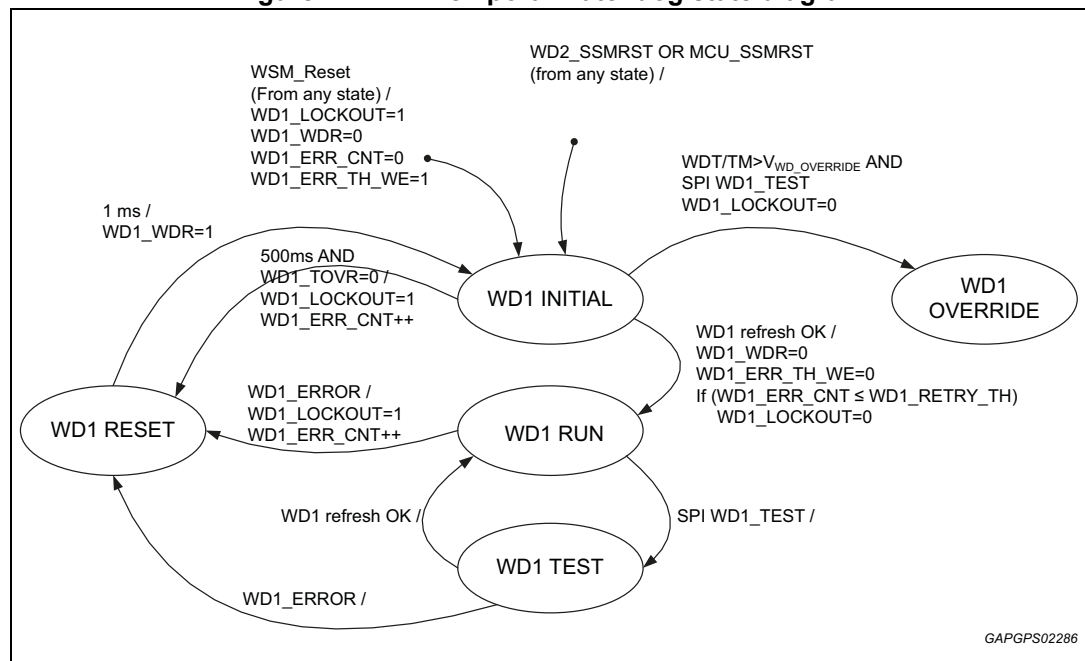 WD2_SSMRST OR MCU_SSMRST
(from any state) /
WSM_Reset
(From any state) /
WD1_LOCKOUT=1
WD1_WDR=0
WD1_ERR_CNT=0
WD1_ERR_TH_WE=1
WDT/TM>VWD_OVERRIDE AND
SPI WD1_TEST
WD1_LOCKOUT=0
1 ms /
WD1_WDR=1
500ms AND
WD1_TOVR=0 /
WD1_LOCKOUT=1
WD1_ERR_CNT++
WD1 INITIAL
WD1
OVERRIDE
WD1 refresh OK /
WD1_WDR=0
WD1_ERR_TH_WE=0
If (WD1_ERR_CNT ≤ WD1_RETRY_TH)
WD1_LOCKOUT=0
WD1_ERROR /
WD1_LOCKOUT=1
WD1_ERR_CNT++
WD1 RESET
WD1 RUN
WD1 refresh OK /
SPI WD1_TEST /
WD1 TEST
WD1_ERROR /
GAPGPS02286